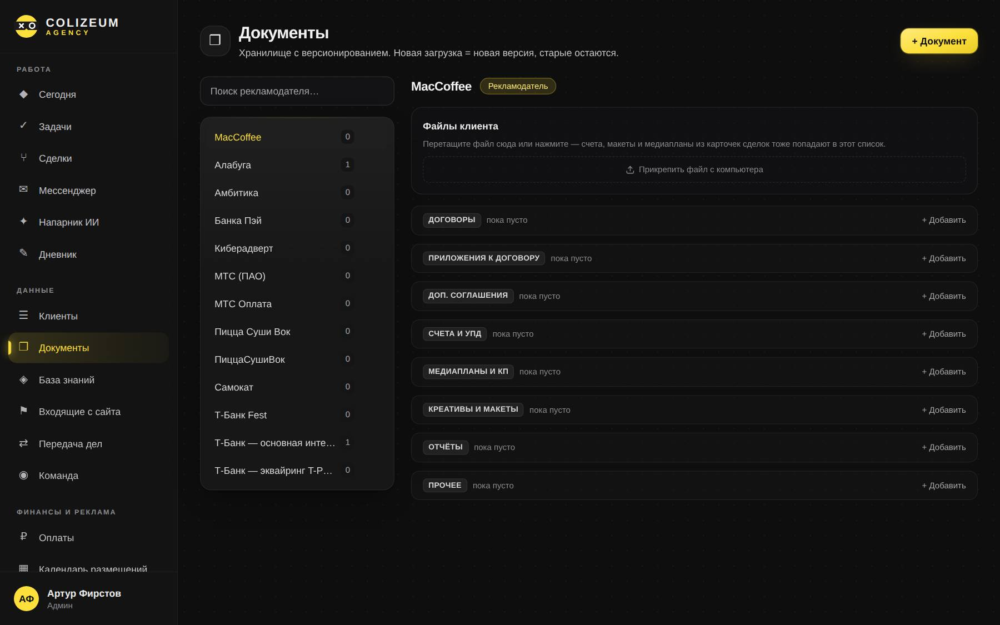 COLIZEUM
AGENCY
РАБОТА
Сегодня
Задачи
Сделки
Мессенджер
Напарник ИИ
Дневник
ДАННЫЕ
Клиенты
Документы
База знаний
Входящие с сайта
Передача дел
Команда
ФИНАНСЫ И РЕКЛАМА
Оплаты
Календарь размещений
АФ
Артур Фирстов
Админ
Документы
Хранилище с версионированием. Новая загрузка = новая версия, старые остаются.
+ Документ
Поиск рекламодателя…
MacCoffee 0
Алабуга 1
Амбитика 0
Банка Пэй 0
Киберадверт 0
МТС (ПАО) 0
МТС Оплата 0
Пицца Суши Вок 0
ПиццаСушиВок 0
Самокат 0
Т-Банк Fest 0
Т-Банк — основная инте… 1
Т-Банк — эквайринг Т-Р… 0
MacCoffee Рекламодатель
Файлы клиента
Перетащите файл сюда или нажмите — счета, макеты и медиапланы из карточек сделок тоже попадают в этот список.
Прикрепить файл с компьютера
ДОГОВОРЫ пока пусто + Добавить
ПРИЛОЖЕНИЯ К ДОГОВОРУ пока пусто + Добавить
ДОП. СОГЛАШЕНИЯ пока пусто + Добавить
СЧЕТА И УПД пока пусто + Добавить
МЕДИАПЛАНЫ И КП пока пусто + Добавить
КРЕАТИВЫ И МАКЕТЫ пока пусто + Добавить
ОТЧЁТЫ пока пусто + Добавить
ПРОЧЕЕ пока пусто + Добавить